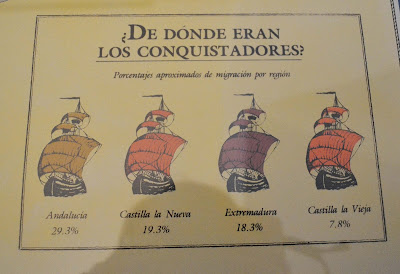 ¿DE DÓNDE ERAN
LOS CONQUISTADORES?
Porcentajes aproximados de migración por región
Andalucía Castilla la Nueva Extremadura Castilla la Vieja
29.3% 19.3% 18.3% 7.8%